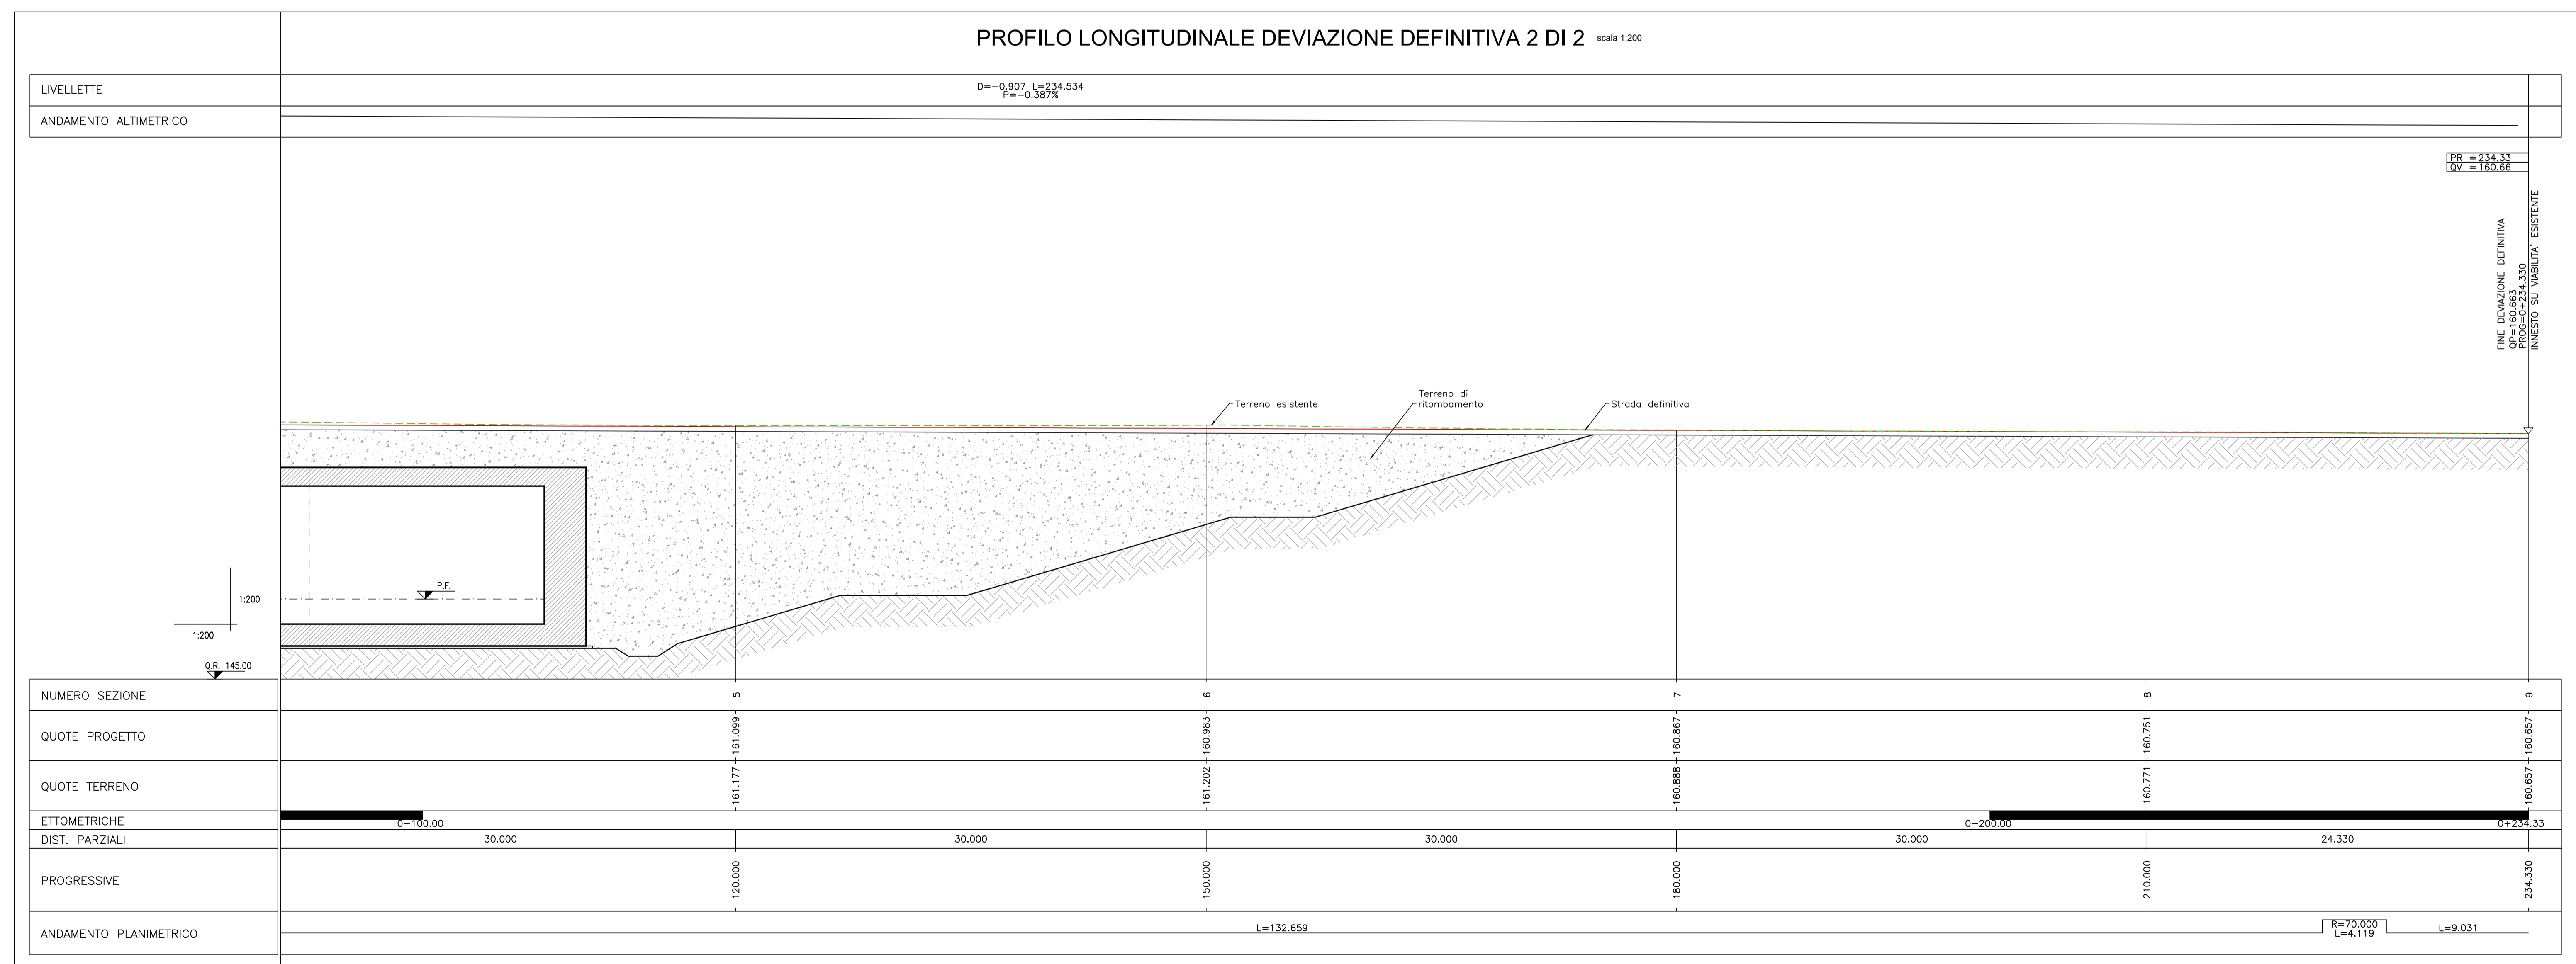 PROFILO LONGITUDINALE DEVIAZIONE DEFINITIVA 2 DI 2 scala 1:200
LIVELLETTE
D=-0.907 L=234.534
P=-0.387%
ANDAMENTO ALTIMETRICO
PR =234.33
QV =160.66
FINE DEVIAZIONE DEFINITIVA
QP=160.663
PROG=0+234.330
INNESTO SU VIABILITA' ESISTENTE
Terreno esistente
Terreno di
ritombamento
Strada definitiva
P.F.
1:200
1:200
Q.R. 145.00
NUMERO SEZIONE
5
6
7
8
9
QUOTE PROGETTO
161.099
160.983
160.867
160.751
160.657
QUOTE TERRENO
161.177
161.202
160.888
160.771
160.657
ETTOMETRICHE
0+100.00
0+200.00
0+234.33
DIST. PARZIALI
30.000
30.000
30.000
30.000
24.330
PROGRESSIVE
120.000
150.000
180.000
210.000
234.330
ANDAMENTO PLANIMETRICO
L=132.659
R=70.000
L=4.119
L=9.031